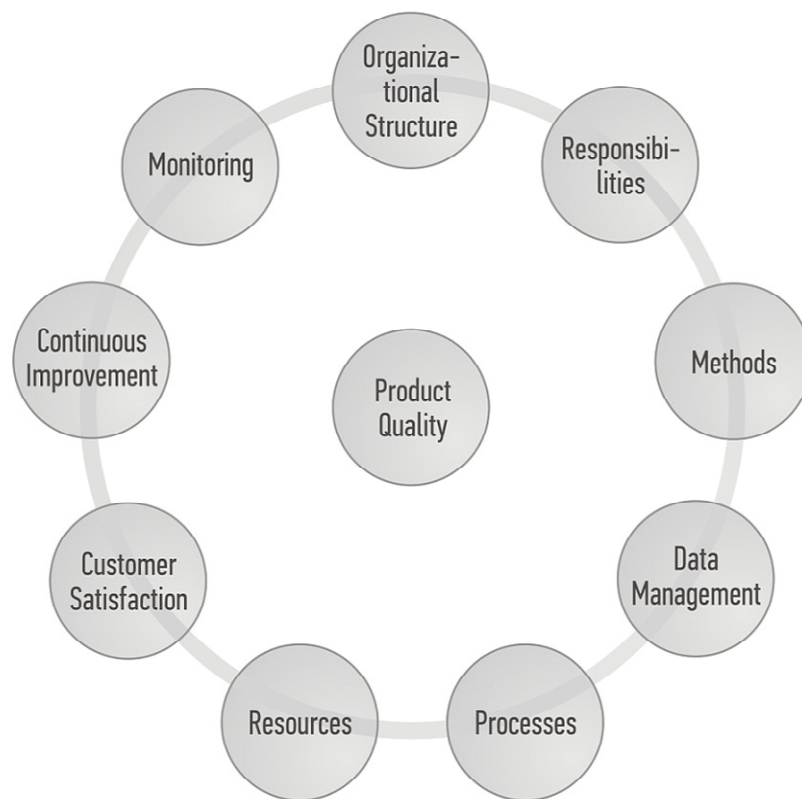 Organiza-
tional
Structure
Responsibi-
lities
Methods
Data
Management
Processes
Resources
Customer
Satisfaction
Continuous
Improvement
Monitoring
Product
Quality